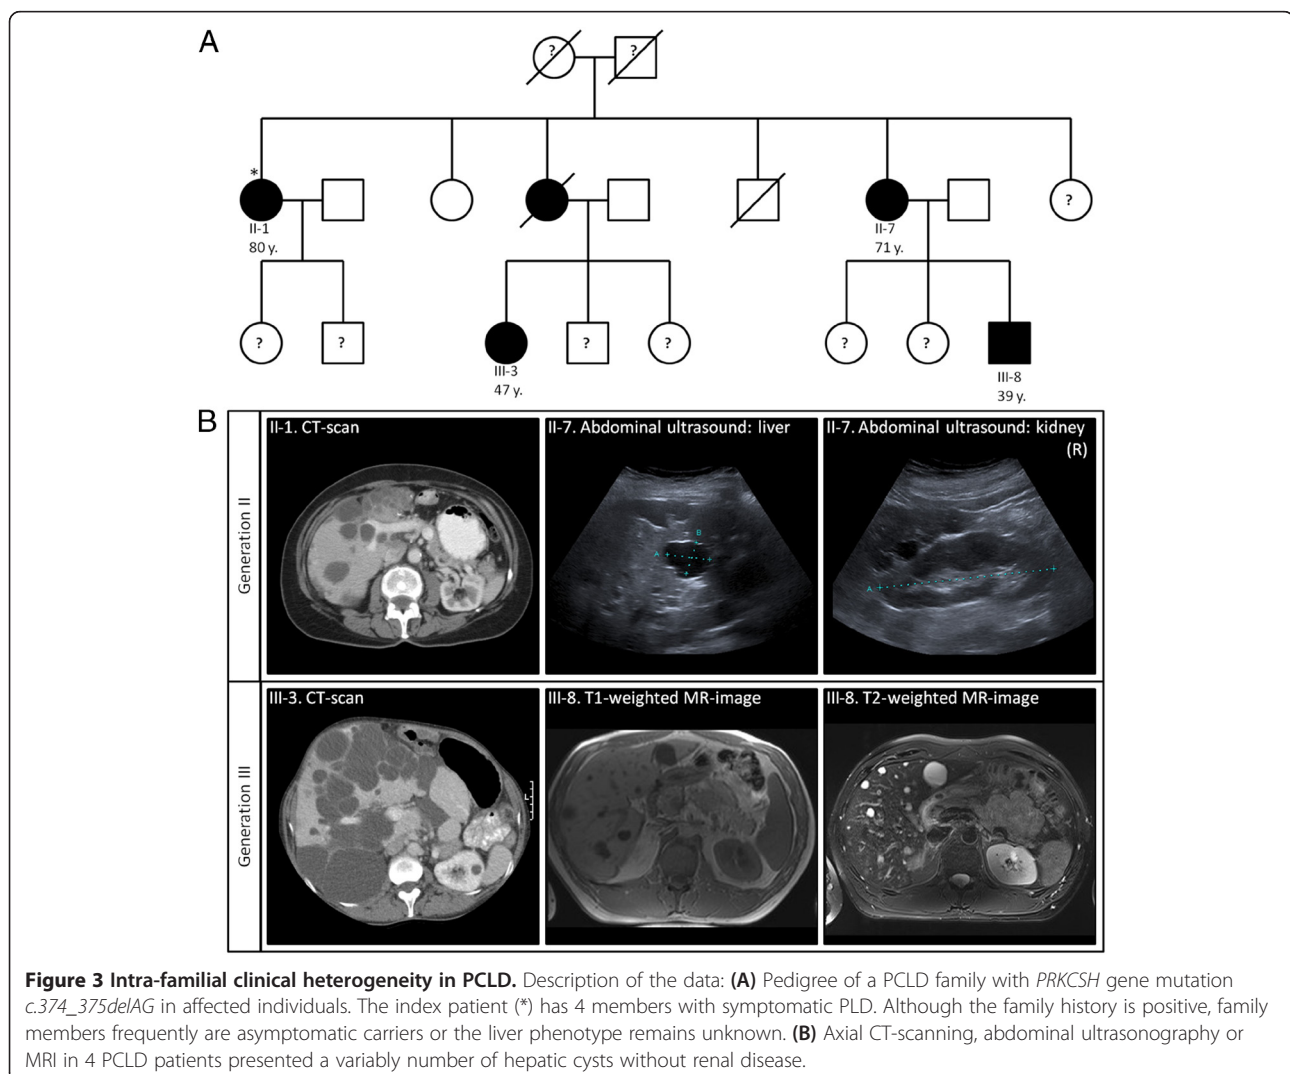 A
? ?
*
?
II-1
80 y.
II-7
71 y.
? ? ? ? ? ?
III-3
47 y.
III-8
39 y.
B
Generation II
II-1. CT-scan
II-7. Abdominal ultrasound: liver
A
B
II-7. Abdominal ultrasound: kidney
(R)
A
Generation III
III-3. CT-scan
III-8. T1-weighted MR-image
III-8. T2-weighted MR-image
Figure 3 Intra-familial clinical heterogeneity in PCLD. Description of the data: (A) Pedigree of a PCLD family with PRKCSH gene mutation
c.374_375delAG in affected individuals. The index patient (*) has 4 members with symptomatic PLD. Although the family history is positive, family
members frequently are asymptomatic carriers or the liver phenotype remains unknown. (B) Axial CT-scanning, abdominal ultrasonography or
MRI in 4 PCLD patients presented a variably number of hepatic cysts without renal disease.